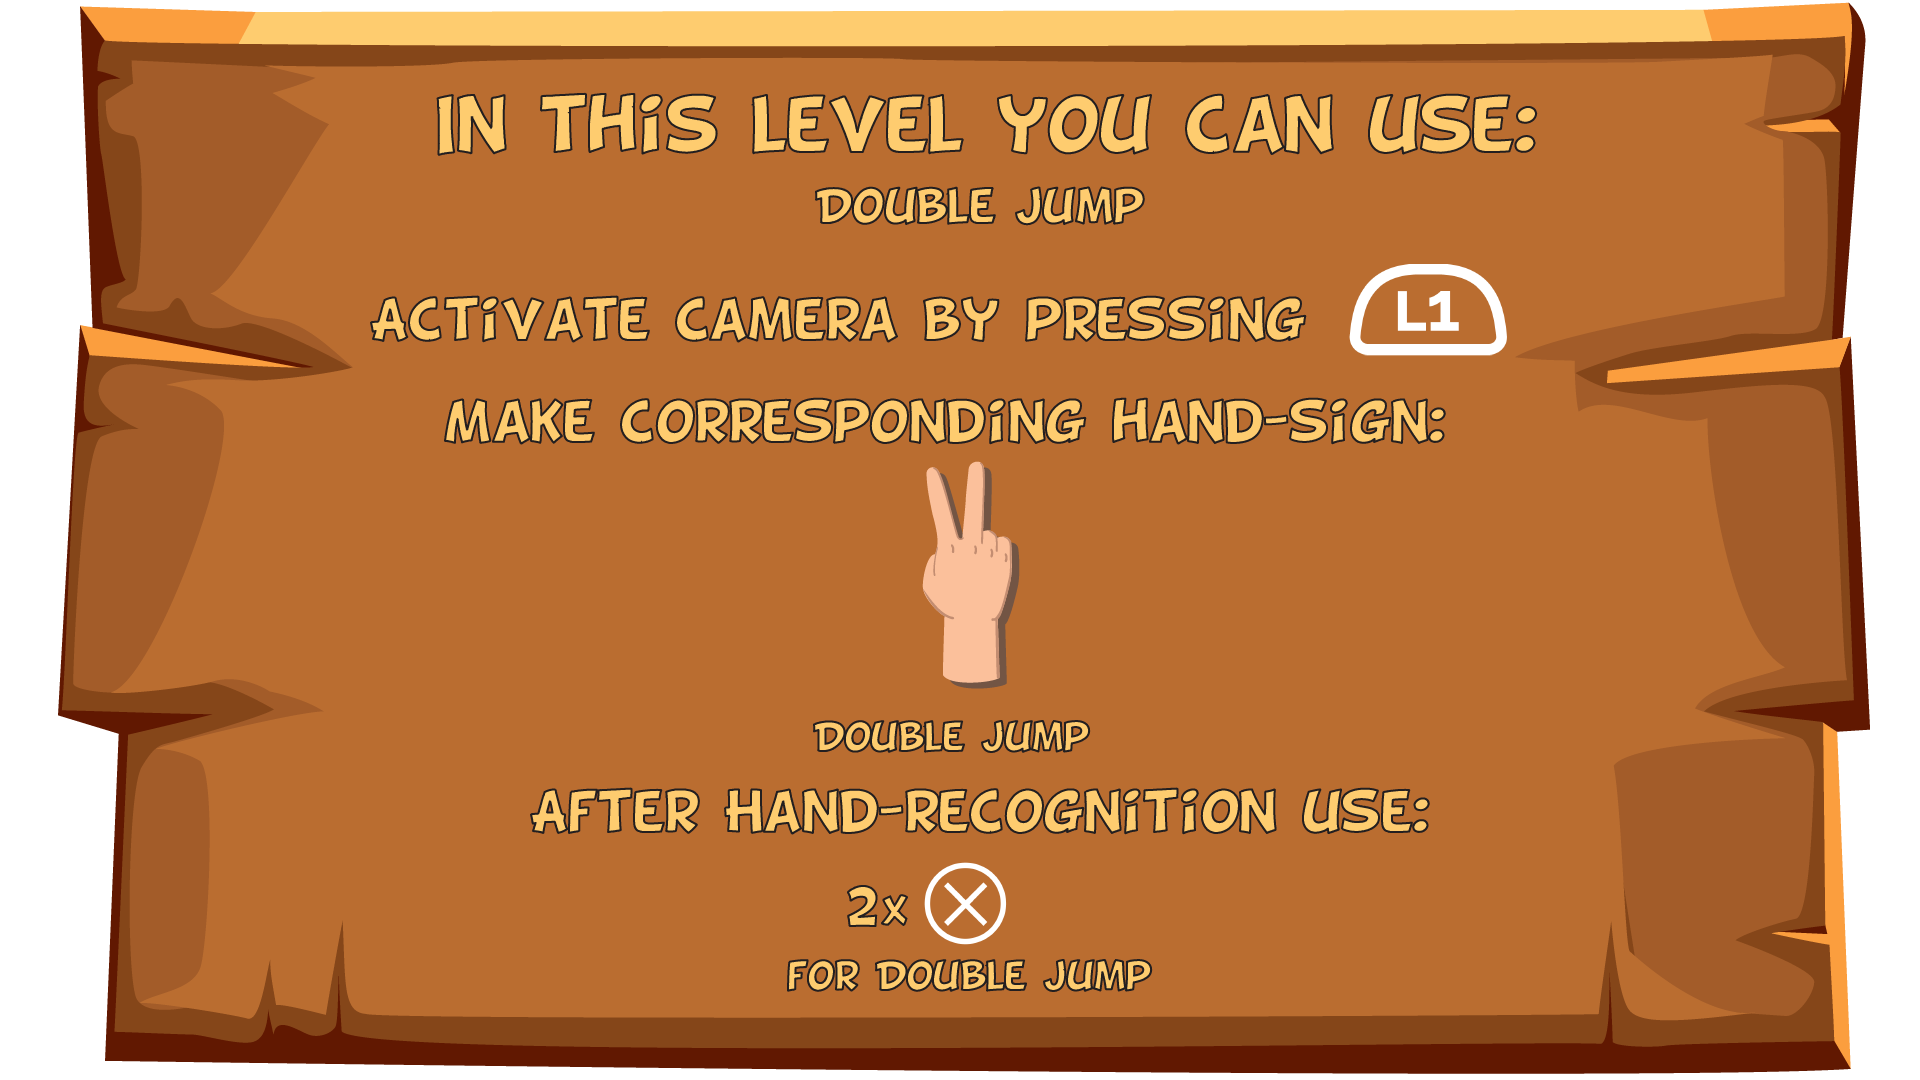 IN THIS LEVEL YOU CAN USE:
DOUBLE JUMP
ACTIVATE CAMERA BY PRESSING L1
MAKE CORRESPONDING HAND-SIGN:
DOUBLE JUMP
AFTER HAND-RECOGNITION USE:
2x
FOR DOUBLE JUMP